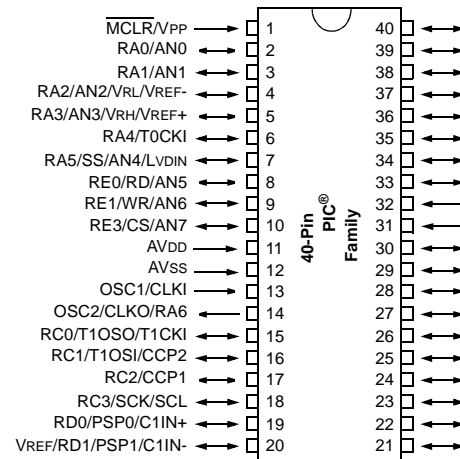 MCLR/VPP 1 40
RA0/AN0 2 39
RA1/AN1 3 38
RA2/AN2/VRL/VREF- 4 37
RA3/AN3/VRH/VREF+ 5 36
RA4/T0CKI 6 35
RA5/SS/AN4/LVDIN 7 34
RE0/RD/AN5 8 33
RE1/WR/AN6 9 32
RE3/CS/AN7 10 31
AVDD 11 30
AVSS 12 29
OSC1/CLKI 13 28
OSC2/CLKO/RA6 14 27
RC0/T1OSO/T1CKI 15 26
RC1/T1OSI/CCP2 16 25
RC2/CCP1 17 24
RC3/SCK/SCL 18 23
RD0/PSP0/C1IN+ 19 22
VREF/RD1/PSP1/C1IN- 20 21
40-Pin
PIC®
Family